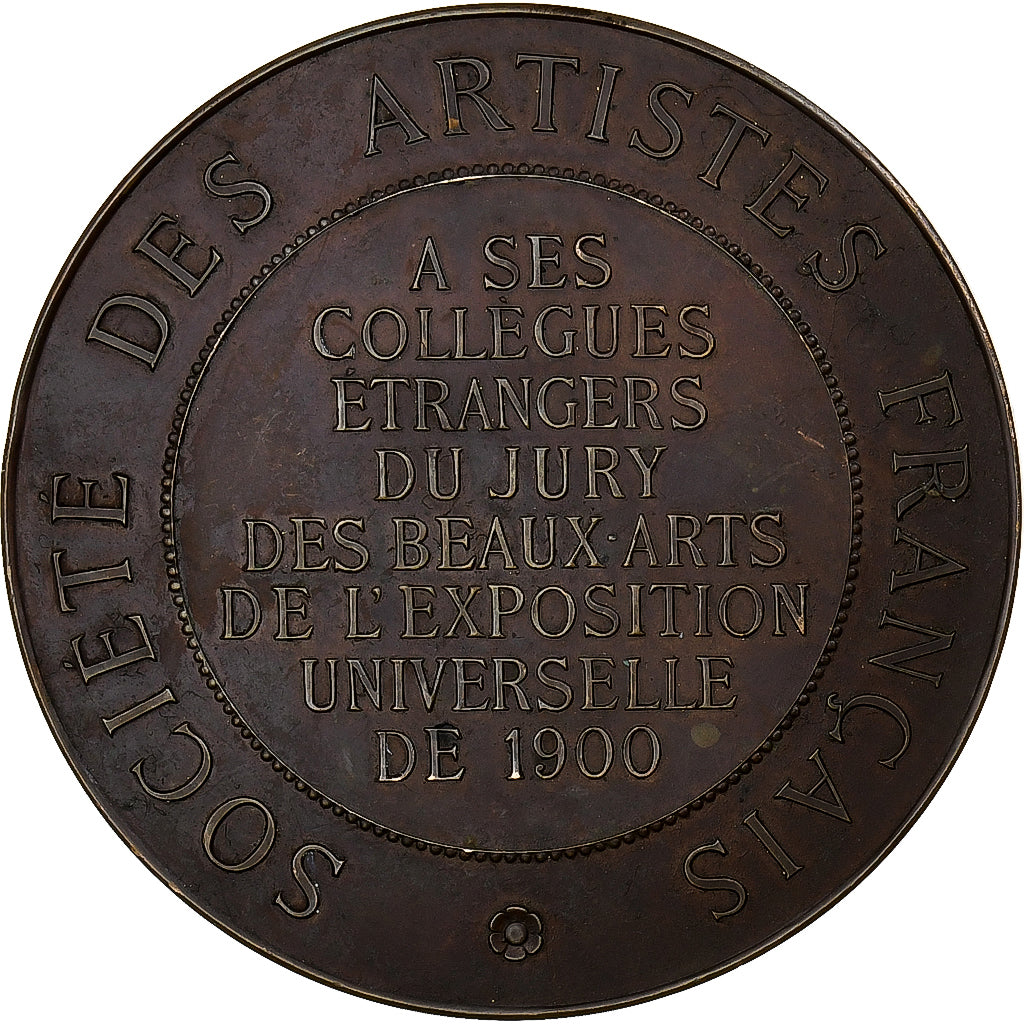 SOCIÉTÉ DES ARTISTES FRANÇAIS
A SES
COLLÈGUES
ÉTRANGERS
DU JURY
DES BEAUX·ARTS
DE L'EXPOSITION
UNIVERSELLE
DE 1900